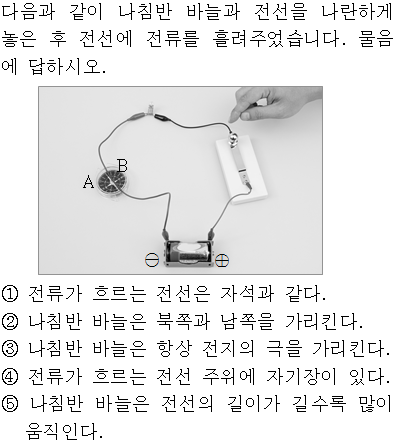 다음과 같이 나침반 바늘과 전선을 나란하게
놓은 후 전선에 전류를 흘려주었습니다. 물음
에 답하시오.
B
A
⊖ ⊕
① 전류가 흐르는 전선은 자석과 같다.
② 나침반 바늘은 북쪽과 남쪽을 가리킨다.
③ 나침반 바늘은 항상 전지의 극을 가리킨다.
④ 전류가 흐르는 전선 주위에 자기장이 있다.
⑤ 나침반 바늘은 전선의 길이가 길수록 많이
움직인다.